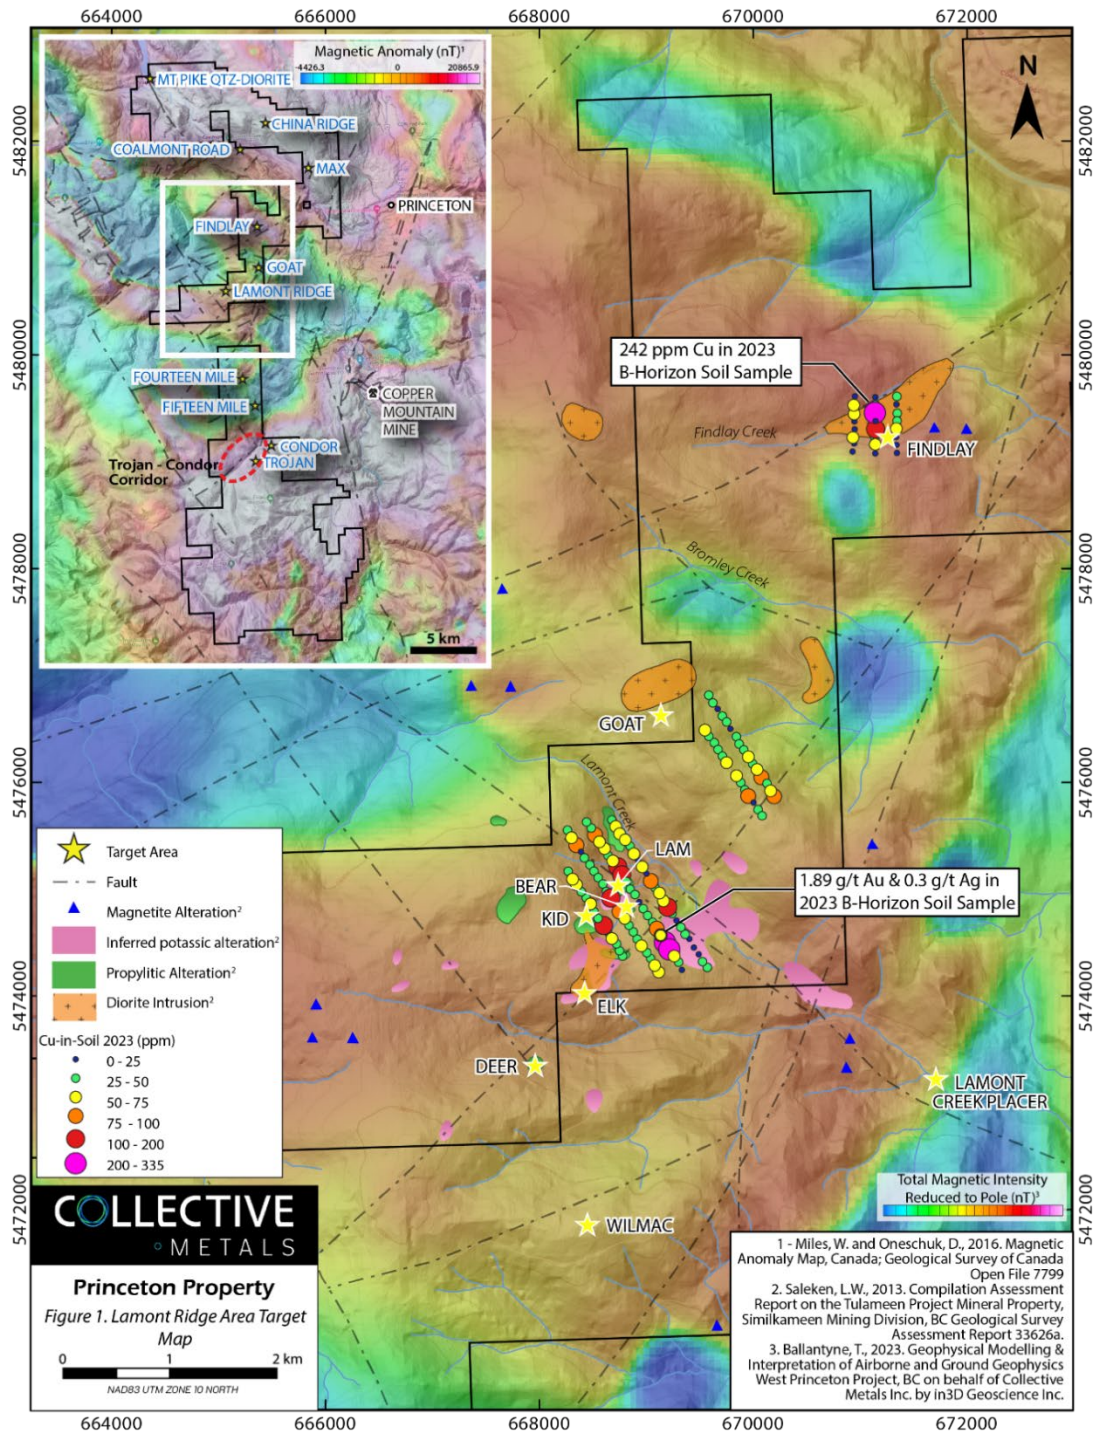 664000
666000
668000
670000
672000
N
5482000
5480000
5478000
5476000
5474000
5472000
5482000
5480000
5478000
5476000
5474000
5472000
Magnetic Anomaly (nT)¹
-4426.3
0
20865.9
MT PIKE QTZ-DIORITE
CHINA RIDGE
COALMONT ROAD
MAX
PRINCETON
FINDLAY
GOAT
LAMONT RIDGE
FOURTEEN MILE
FIFTEEN MILE
COPPER
MOUNTAIN
MINE
CONDOR
TROJAN
Trojan - Condor
Corridor
5 km
242 ppm Cu in 2023
B-Horizon Soil Sample
Findlay Creek
FINDLAY
Bromley Creek
GOAT
Lamont Creek
LAM
BEAR
KID
1.89 g/t Au & 0.3 g/t Ag in
2023 B-Horizon Soil Sample
ELK
DEER
LAMONT
CREEK PLACER
WILMAC
Target Area
Fault
Magnetite Alteration²
Inferred potassic alteration²
Propylitic Alteration²
Diorite Intrusion²
Cu-in-Soil 2023 (ppm)
0 - 25
25 - 50
50 - 75
75 - 100
100 - 200
200 - 335
Total Magnetic Intensity
Reduced to Pole (nT)³
COLLECTIVE
METALS
Princeton Property
Figure 1. Lamont Ridge Area Target
Map
0
1
2 km
NAD83 UTM ZONE 10 NORTH
1 - Miles, W. and Oneschuk, D., 2016. Magnetic
Anomaly Map, Canada; Geological Survey of Canada
Open File 7799
2. Saleken, L.W., 2013. Compilation Assessment
Report on the Tulameen Project Mineral Property,
Similkameen Mining Division, BC Geological Survey
Assessment Report 33626a.
3. Ballantyne, T., 2023. Geophysical Modelling &
Interpretation of Airborne and Ground Geophysics
West Princeton Project, BC on behalf of Collective
Metals Inc. by in3D Geoscience Inc.
664000
666000
668000
670000
672000